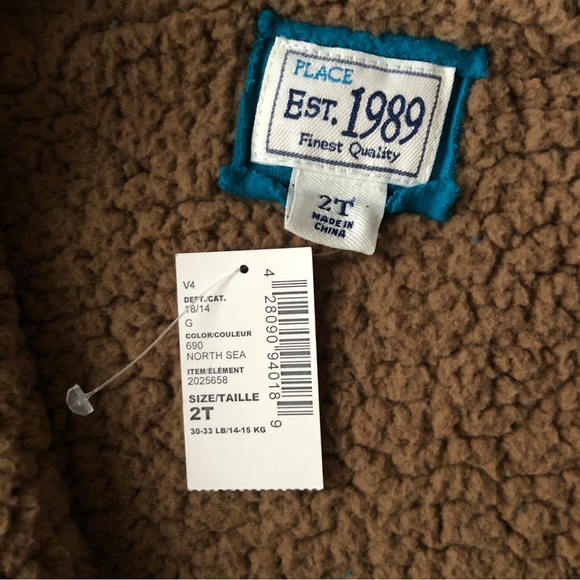 PLACE
EST. 1989
Finest Quality
2T
MADE IN
CHINA
V4
DEPT./CAT.
18/14
G
COLOR/COULEUR
690
NORTH SEA
ITEM/ÉLÉMENT
2025658
SIZE/TAILLE
2T
30-33 LB/14-15 KG
4 28090 94018 9